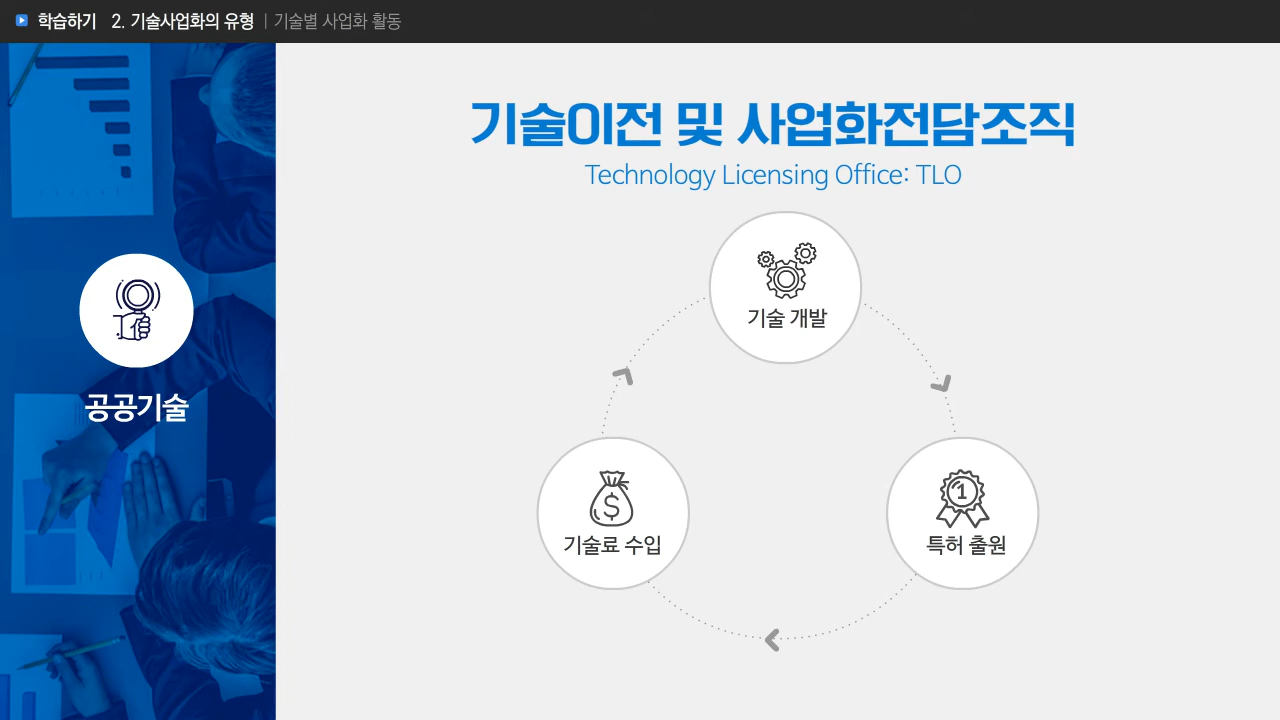 학습하기 2. 기술사업화의 유형 | 기술별 사업화 활동
기술이전 및 사업화전담조직
Technology Licensing Office: TLO
공공기술
기술 개발
$
기술료 수입
1
특허 출원